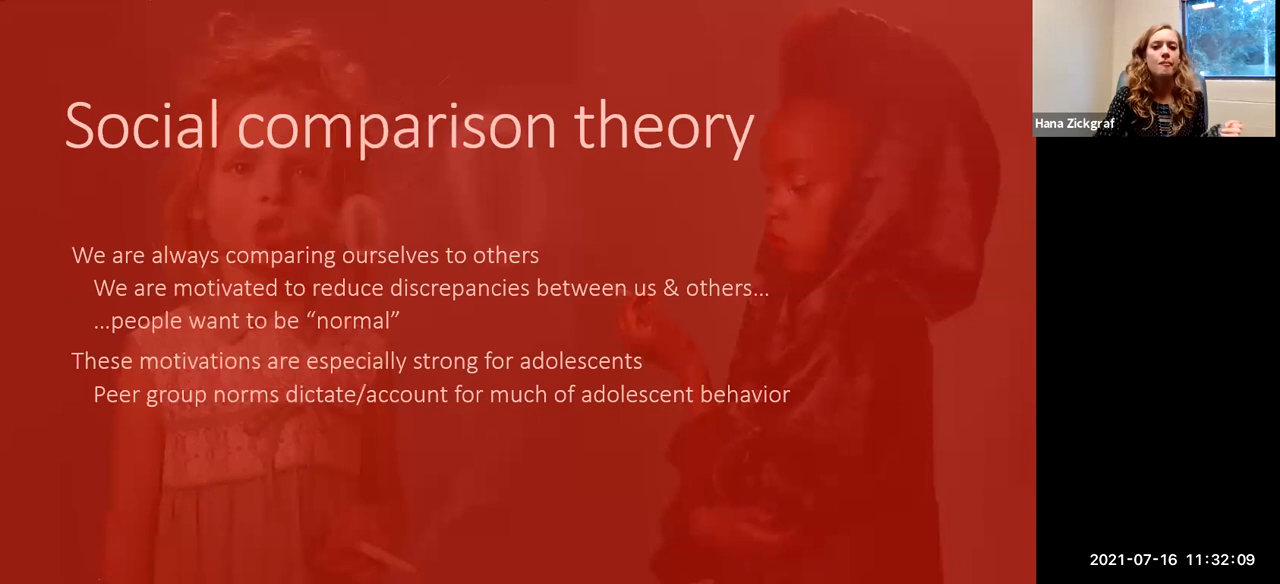 Social comparison theory
We are always comparing ourselves to others
We are motivated to reduce discrepancies between us & others...
...people want to be “normal”
These motivations are especially strong for adolescents
Peer group norms dictate/account for much of adolescent behavior
Hana Zickgraf
2021-07-16 11:32:09